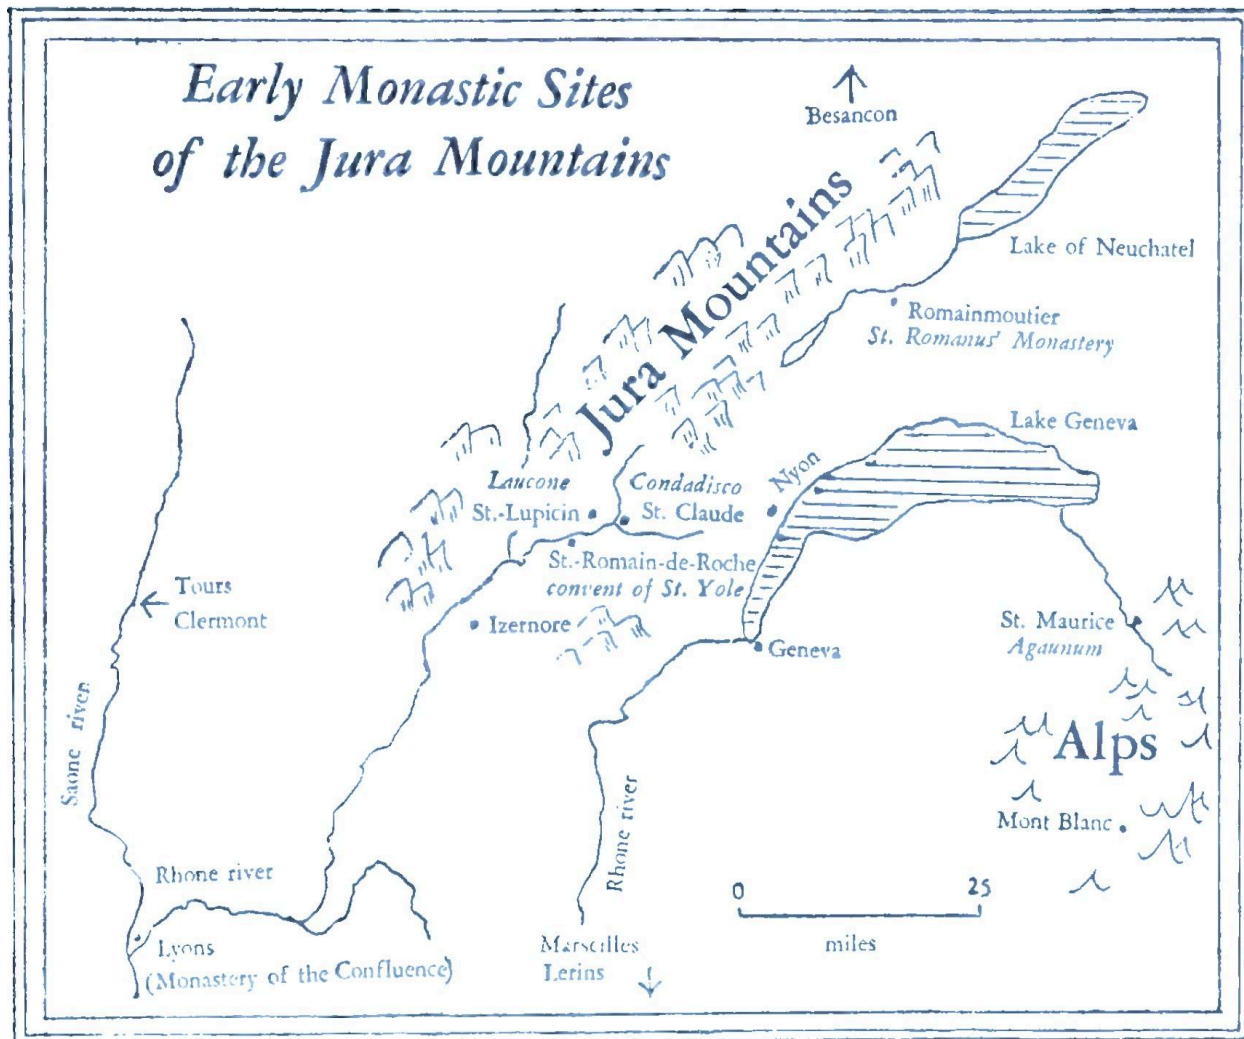 Early Monastic Sites
of the Jura Mountains
Besancon
Jura Mountains
Lake of Neuchatel
Romainmoutier
St. Romanus' Monastery
Lake Geneva
Nyon
Laucone
St.-Lupicin
Condadisco
St. Claude
St.-Romain-de-Roche
convent of St. Yole
Izernore
Tours
Clermont
Geneva
St. Maurice
Agaunum
Alps
Mont Blanc
Saone river
Rhone river
Rhone river
Lyons
(Monastery of the Confluence)
Marseilles
Lerins
0 25
miles